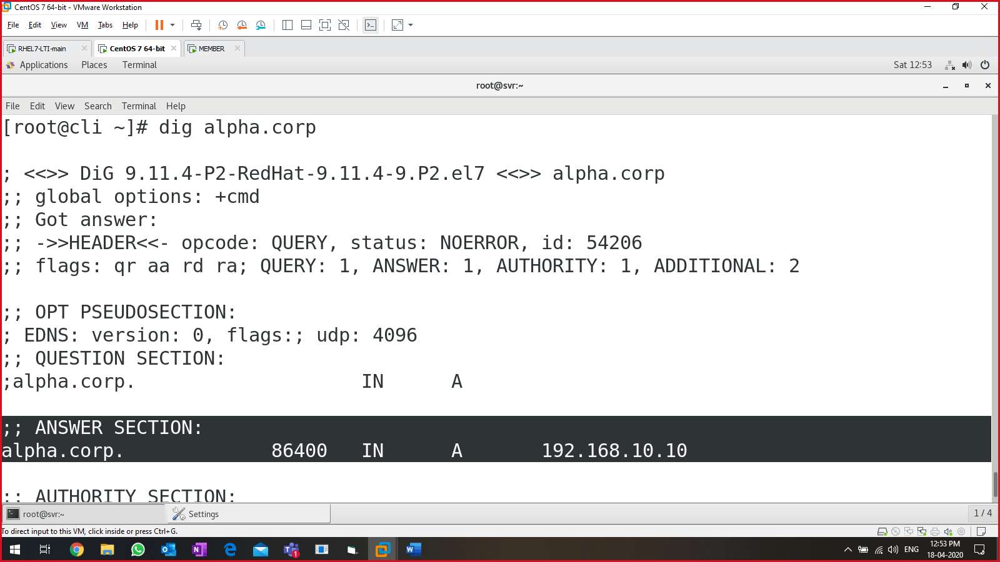 CentOS 7 64-bit - VMware Workstation
File Edit View VM Tabs Help
RHEL7-LTI-main CentOS 7 64-bit MEMBER
Applications Places Terminal Sat 12:53
root@svr:~
File Edit View Search Terminal Help
[root@cli ~]# dig alpha.corp
; <<>> DiG 9.11.4-P2-RedHat-9.11.4-9.P2.el7 <<>> alpha.corp
;; global options: +cmd
;; Got answer:
;; ->>HEADER<<- opcode: QUERY, status: NOERROR, id: 54206
;; flags: qr aa rd ra; QUERY: 1, ANSWER: 1, AUTHORITY: 1, ADDITIONAL: 2
;; OPT PSEUDOSECTION:
; EDNS: version: 0, flags:; udp: 4096
;; QUESTION SECTION:
;alpha.corp. IN A
;; ANSWER SECTION:
alpha.corp. 86400 IN A 192.168.10.10
;; AUTHORITY SECTION:
root@svr:~ Settings 1 / 4
To direct input to this VM, click inside or press Ctrl+G.
1 ENG 12:53 PM
18-04-2020